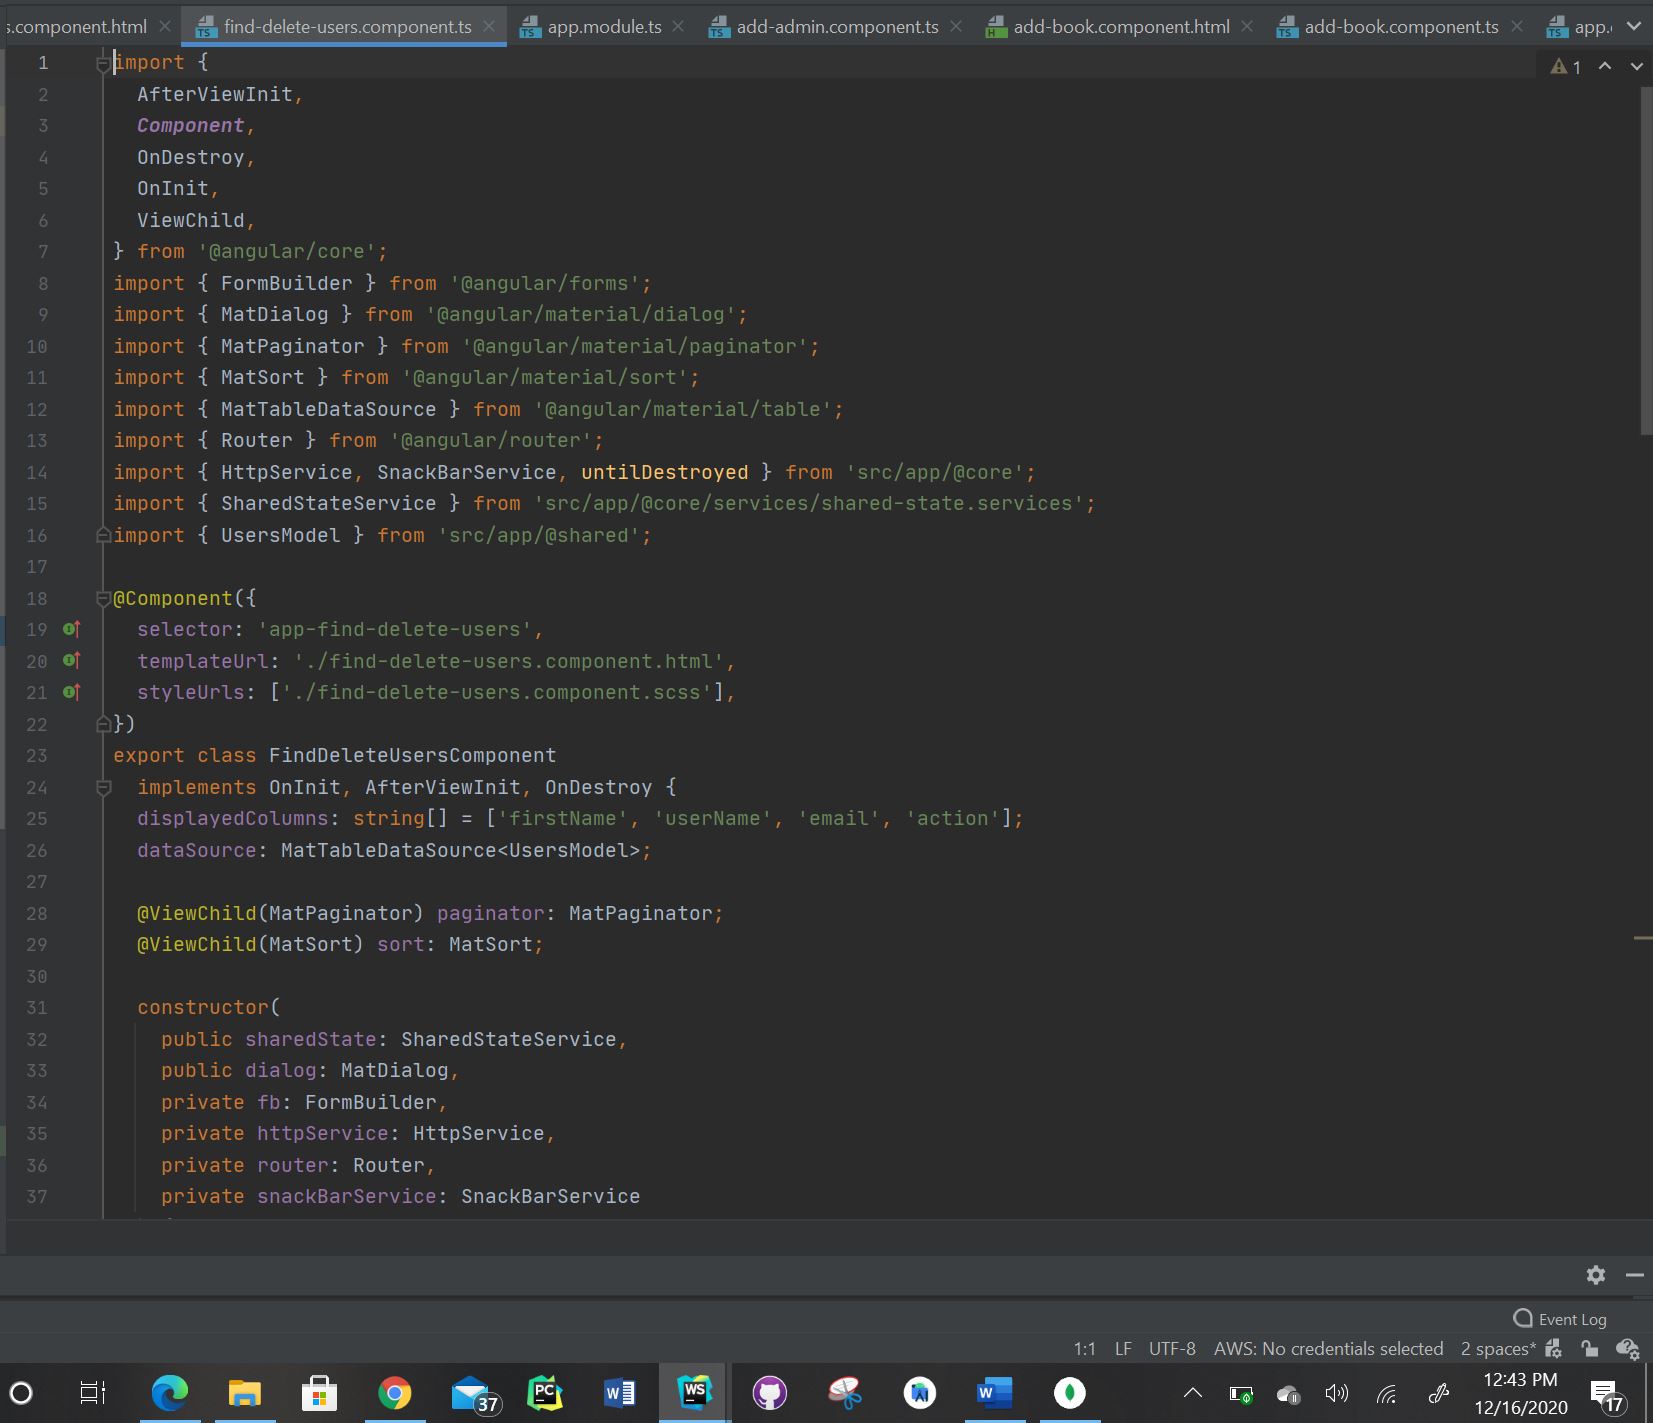 s.component.html find-delete-users.component.ts app.module.ts add-admin.component.ts add-book.component.html add-book.component.ts app.
1 import {
1
2 AfterViewInit,
3 Component,
4 OnDestroy,
5 OnInit,
6 ViewChild,
7 } from '@angular/core';
8 import { FormBuilder } from '@angular/forms';
9 import { MatDialog } from '@angular/material/dialog';
10 import { MatPaginator } from '@angular/material/paginator';
11 import { MatSort } from '@angular/material/sort';
12 import { MatTableDataSource } from '@angular/material/table';
13 import { Router } from '@angular/router';
14 import { HttpService, SnackBarService, untilDestroyed } from 'src/app/@core';
15 import { SharedStateService } from 'src/app/@core/services/shared-state.services';
16 import { UsersModel } from 'src/app/@shared';
17
18 @Component({
19 selector: 'app-find-delete-users',
20 templateUrl: './find-delete-users.component.html',
21 styleUrls: ['./find-delete-users.component.scss'],
22 })
23 export class FindDeleteUsersComponent
24 implements OnInit, AfterViewInit, OnDestroy {
25 displayedColumns: string[] = ['firstName', 'userName', 'email', 'action'];
26 dataSource: MatTableDataSource<UsersModel>;
27
28 @ViewChild(MatPaginator) paginator: MatPaginator;
29 @ViewChild(MatSort) sort: MatSort;
30
31 constructor(
32 public sharedState: SharedStateService,
33 public dialog: MatDialog,
34 private fb: FormBuilder,
35 private httpService: HttpService,
36 private router: Router,
37 private snackBarService: SnackBarService
Event Log
1:1 LF UTF-8 AWS: No credentials selected 2 spaces*
37 PC W WS W 12:43 PM
12/16/2020 17